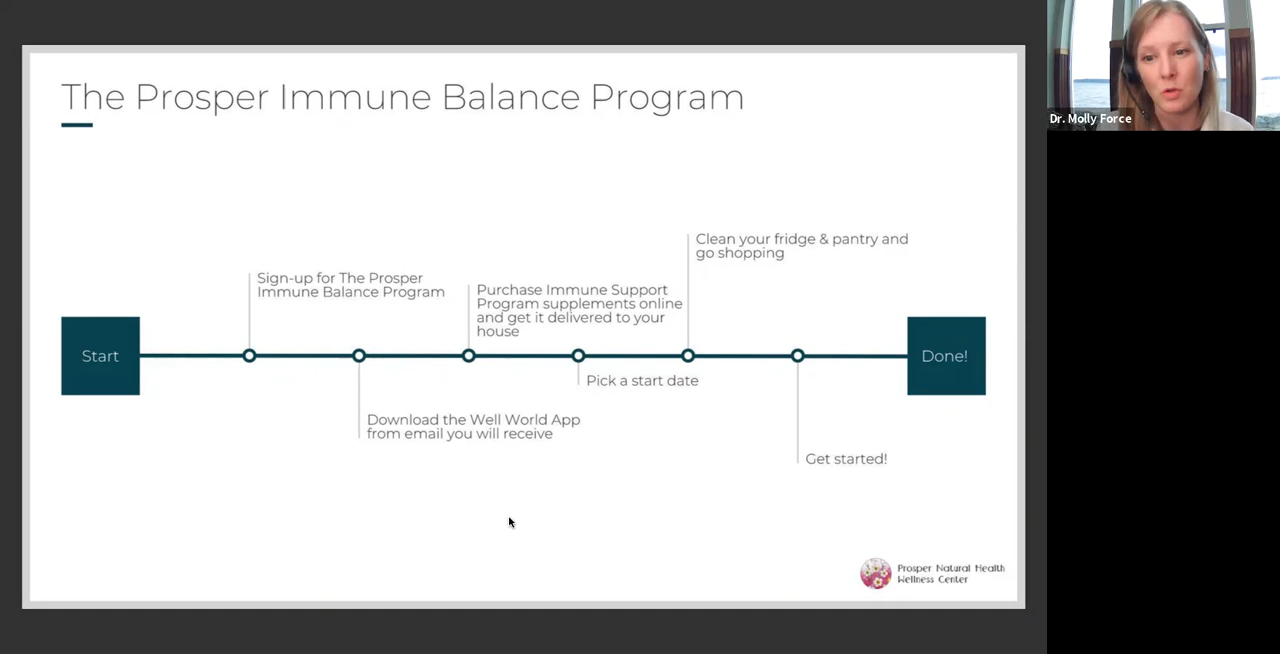 The Prosper Immune Balance Program
Start
Sign-up for The Prosper
Immune Balance Program
Download the Well World App
from email you will receive
Purchase Immune Support
Program supplements online
and get it delivered to your
house
Pick a start date
Clean your fridge & pantry and
go shopping
Get started!
Done!
Prosper Natural Health
Wellness Center
Dr. Molly Force